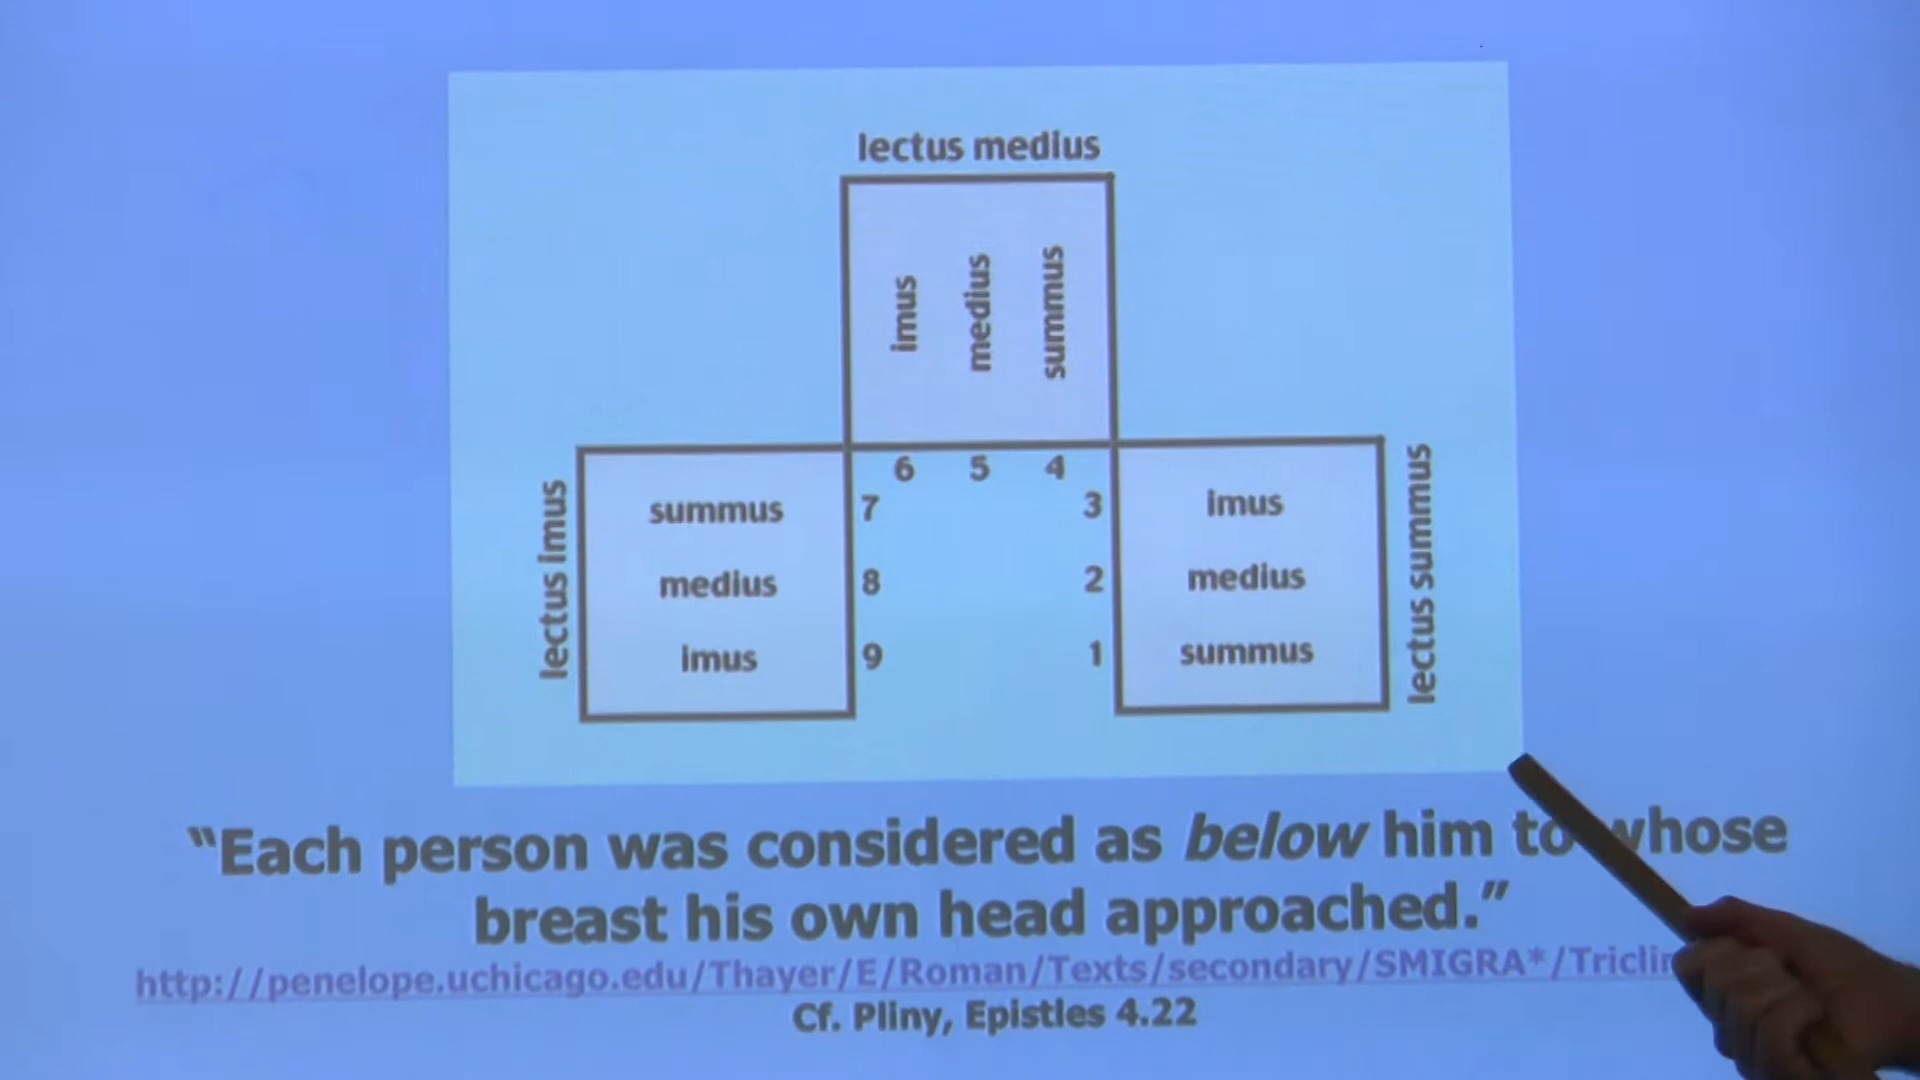 lectus medius
imus
medius
summus
6 5 4
lectus imus
summus
medius
imus
7
8
9
3
2
1
imus
medius
summus
lectus summus
“Each person was considered as below him to whose
breast his own head approached.”
http://penelope.uchicago.edu/Thayer/E/Roman/Texts/secondary/SMIGRA*/Triclin
Cf. Pliny, Epistles 4.22